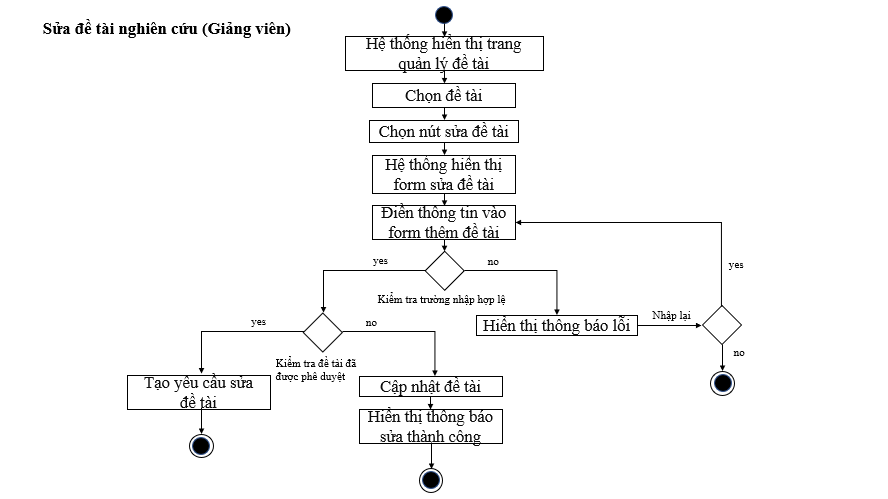 Sửa đề tài nghiên cứu (Giảng viên)
Hệ thống hiển thị trang
quản lý đề tài
Chọn đề tài
Chọn nút sửa đề tài
Hệ thông hiển thị
form sửa đề tài
Điền thông tin vào
form thêm đề tài
yes
no
yes
Kiểm tra trường nhập hợp lệ
Hiển thị thông báo lỗi
Nhập lại
yes
no
no
Kiểm tra đề tài đã
được phê duyệt
Tạo yêu cầu sửa
đề tài
Cập nhật đề tài
Hiển thị thông báo
sửa thành công